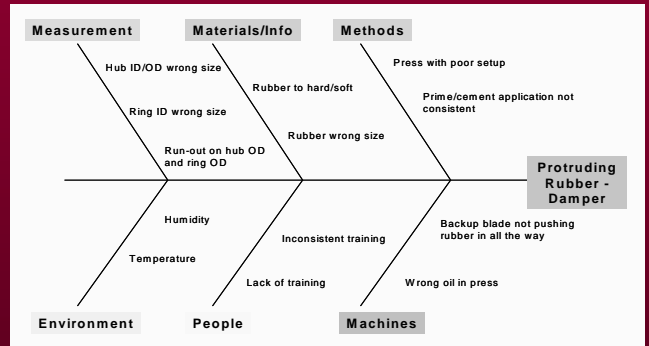 Measurement
Materials/Info
Methods
Hub ID/OD wrong size
Ring ID wrong size
Run-out on hub OD
and ring OD
Rubber to hard/soft
Rubber wrong size
Press with poor setup
Prime/cement application not
consistent
Protruding
Rubber -
Damper
Humidity
Temperature
Inconsistent training
Lack of training
Backup blade not pushing
rubber in all the way
Wrong oil in press
Environment
People
Machines